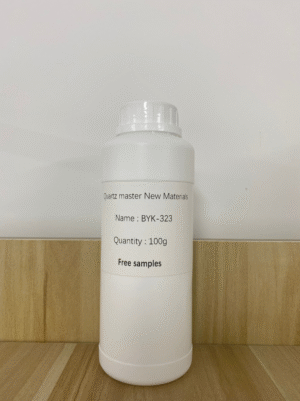 Quartz master New Materials
Name : BYK-323
Quantity : 100g
Free samples